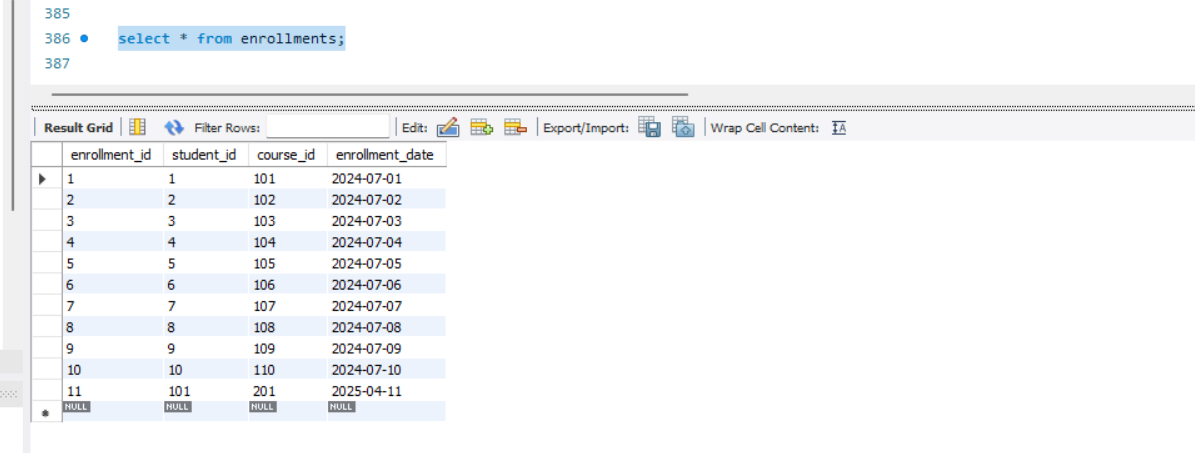 385
386 select * from enrollments;
387
Result Grid Filter Rows: Edit: Export/Import: Wrap Cell Content: IA
enrollment_id student_id course_id enrollment_date
1 1 101 2024-07-01
2 2 102 2024-07-02
3 3 103 2024-07-03
4 4 104 2024-07-04
5 5 105 2024-07-05
6 6 106 2024-07-06
7 7 107 2024-07-07
8 8 108 2024-07-08
9 9 109 2024-07-09
10 10 110 2024-07-10
11 101 201 2025-04-11
NULL NULL NULL NULL